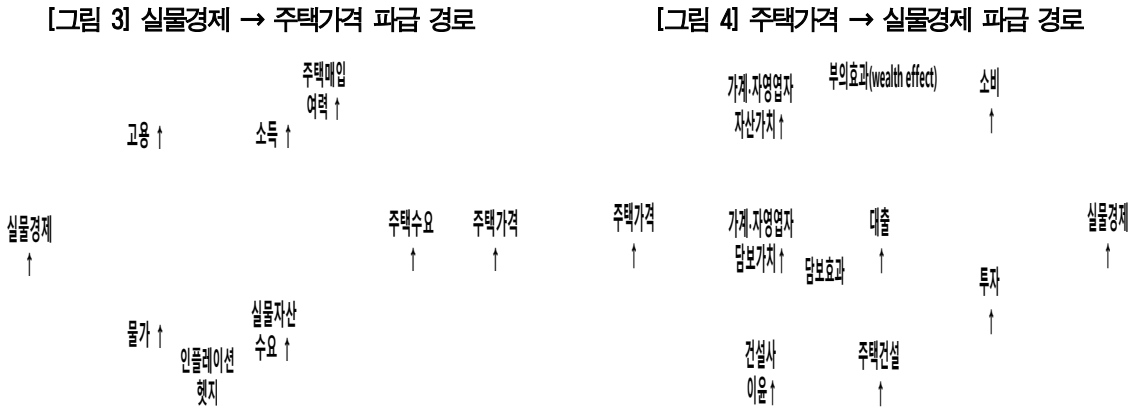 [그림 3] 실물경제 → 주택가격 파급 경로
주택매입
여력 ↑
고용 ↑
소득 ↑
실물경제
↑
주택수요
↑
주택가격
↑
물가 ↑
인플레이션
헷지
실물자산
수요 ↑
[그림 4] 주택가격 → 실물경제 파급 경로
가계·자영엽자
자산가치↑
부의효과(wealth effect)
소비
↑
주택가격
↑
가계·자영엽자
담보가치↑
담보효과
대출
↑
투자
↑
실물경제
↑
건설사
이윤↑
주택건설
↑